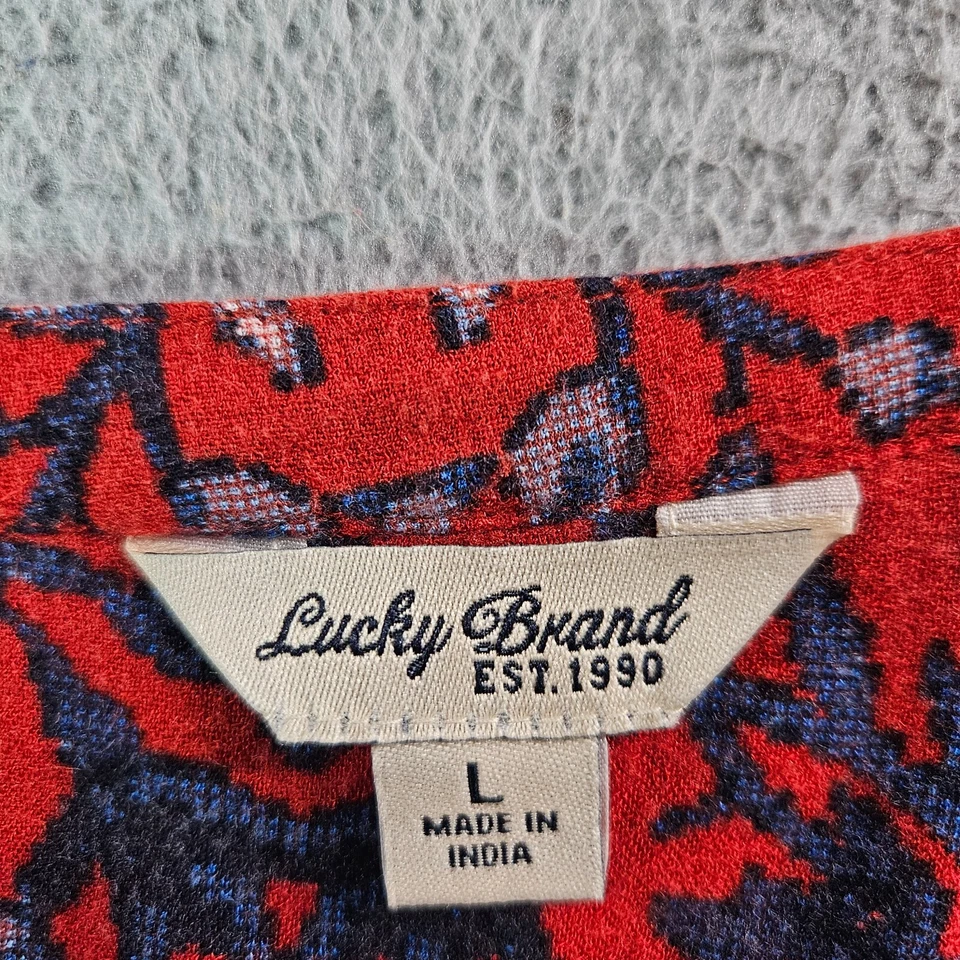 Lucky Brand
EST. 1990
L
MADE IN
INDIA